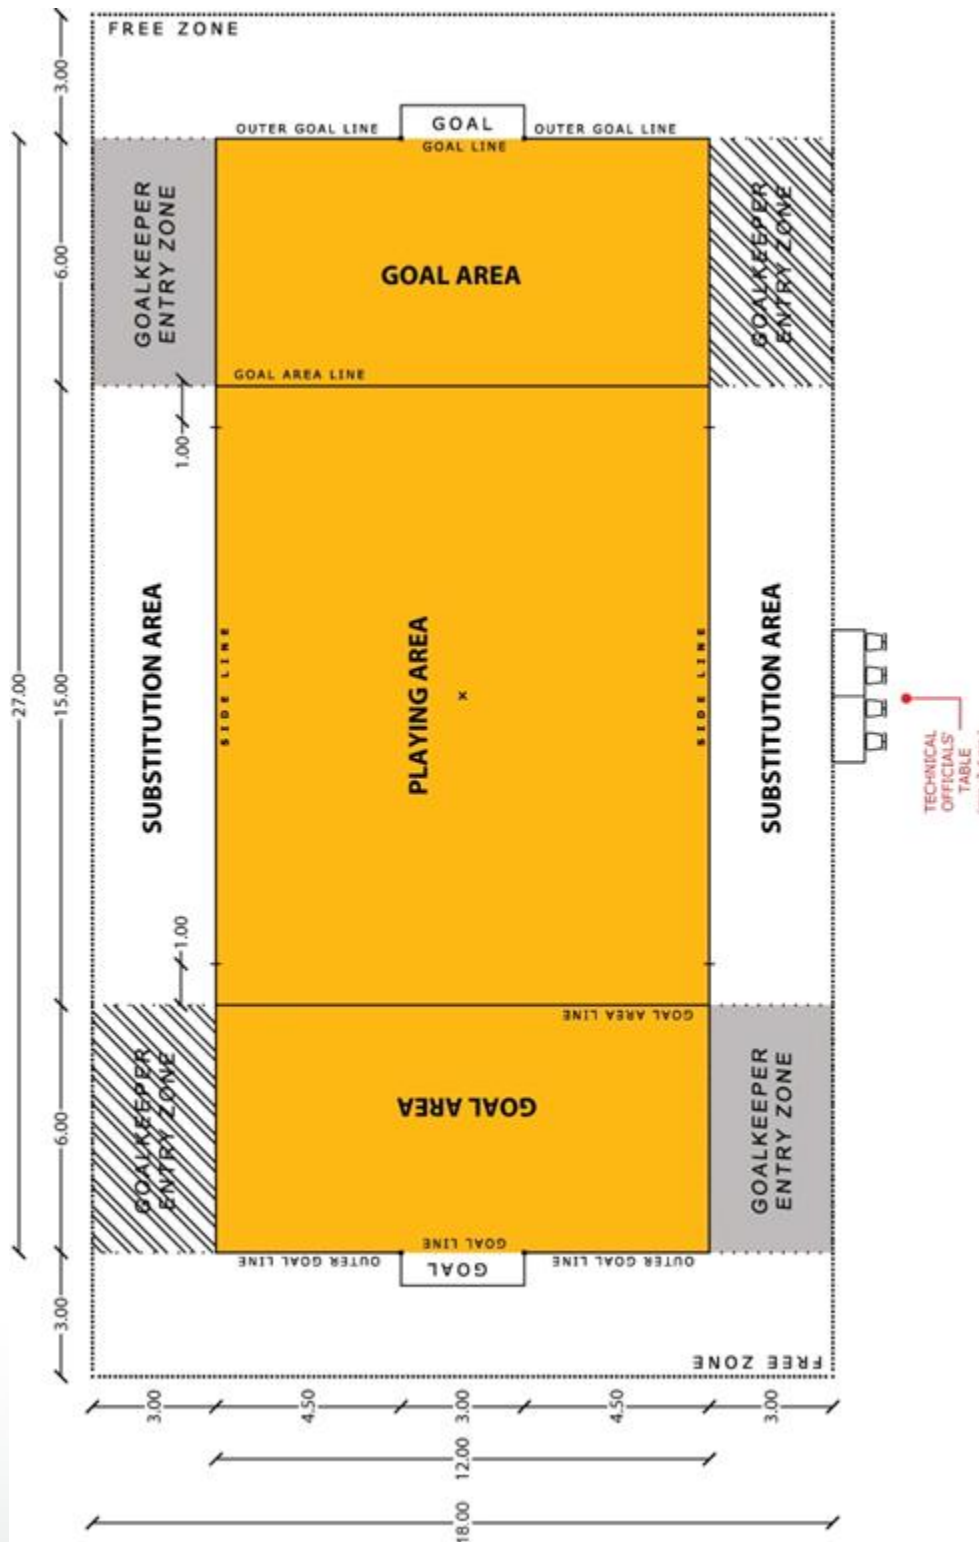 FREE ZONE
3.00
OUTER GOAL LINE
GOAL
OUTER GOAL LINE
GOAL LINE
GOALKEEPER
ENTRY ZONE
GOALKEEPER
ENTRY ZONE
6.00
GOAL AREA
GOAL AREA LINE
1.00
27.00
15.00
SUBSTITUTION AREA
SIDE LINE
PLAYING AREA
x
SIDE LINE
SUBSTITUTION AREA
TECHNICAL
OFFICIALS'
TABLE
1.00
GOAL AREA LINE
GOALKEEPER
ENTRY ZONE
6.00
GOAL AREA
GOALKEEPER
ENTRY ZONE
GOAL LINE
OUTER GOAL LINE
GOAL
OUTER GOAL LINE
3.00
FREE ZONE
3.00
4.50
3.00
4.50
3.00
12.00
18.00